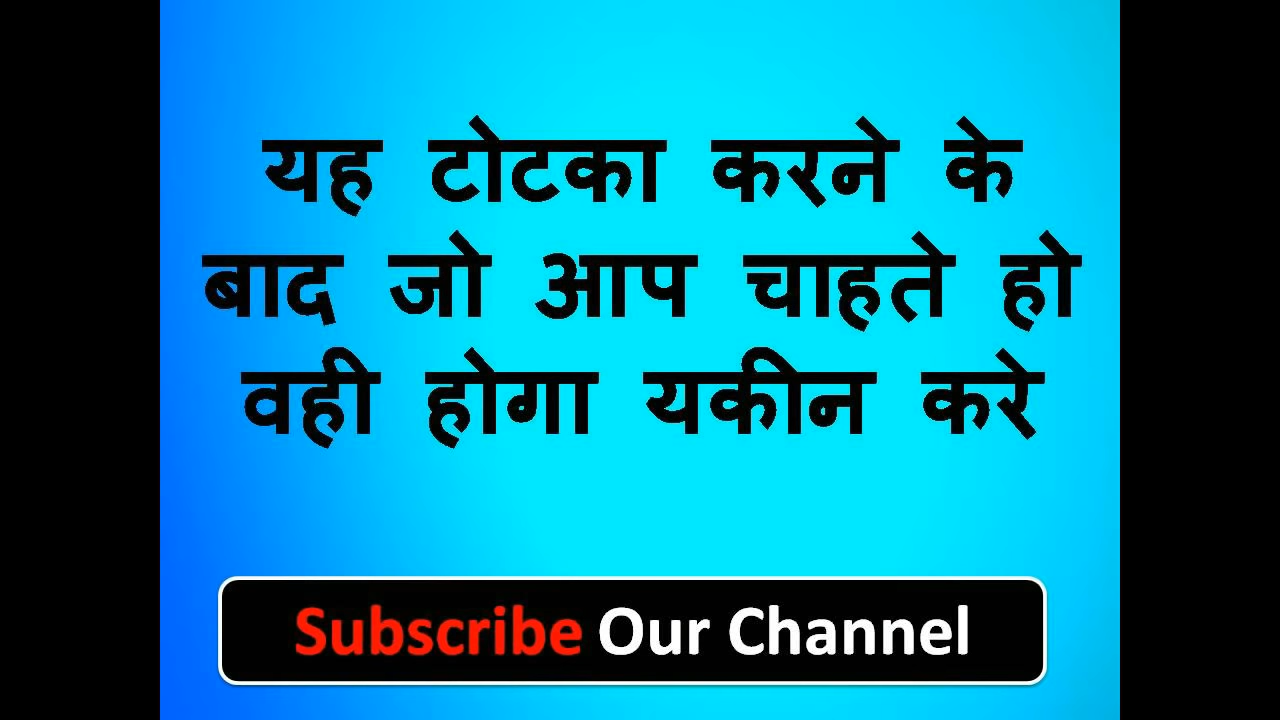 यह टोटका करने के
बाद जो आप चाहते हो
वही होगा यकीन करे
Subscribe Our Channel